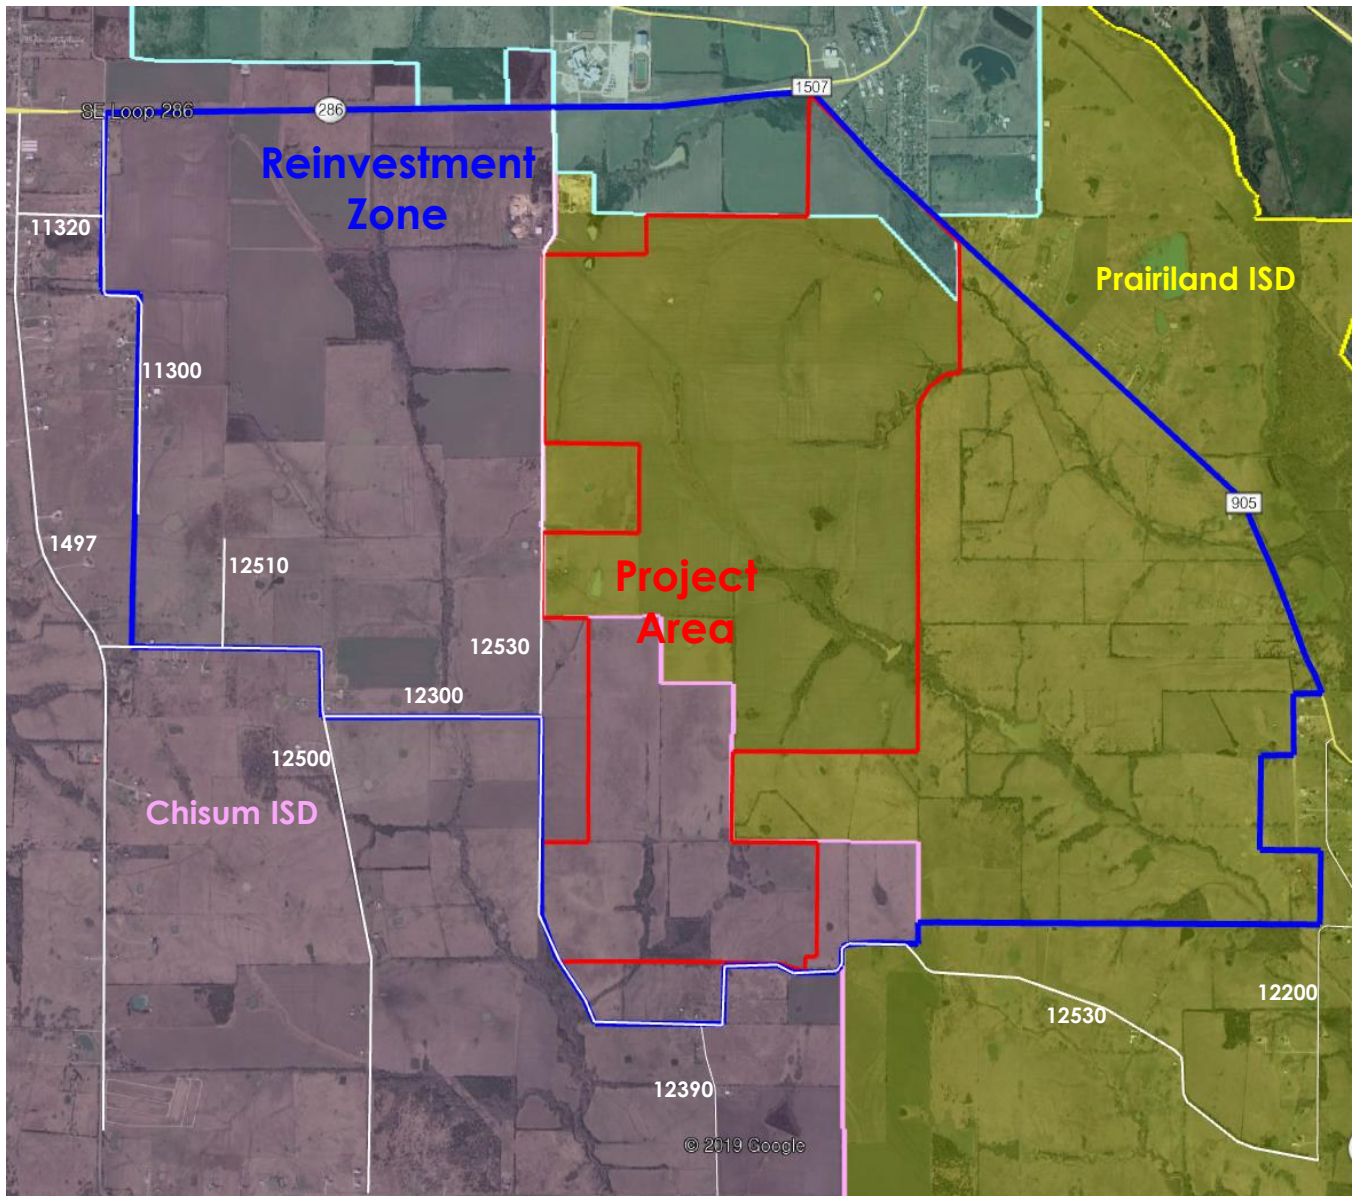 1507
SE Loop 286
286
Reinvestment
Zone
11320
Prairiland ISD
11300
905
1497
12510
Project
Area
12530
12300
12500
Chisum ISD
12200
12530
12390
© 2019 Google